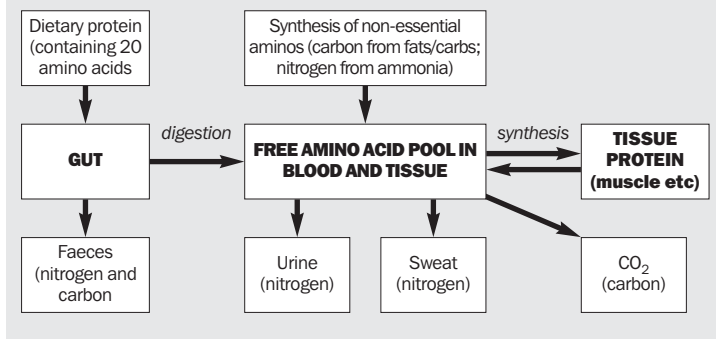 Dietary protein
(containing 20
amino acids
Synthesis of non-essential
aminos (carbon from fats/carbs;
nitrogen from ammonia)
GUT
digestion
FREE AMINO ACID POOL IN
BLOOD AND TISSUE
synthesis
TISSUE
PROTEIN
(muscle etc)
Faeces
(nitrogen and
carbon
Urine
(nitrogen)
Sweat
(nitrogen)
CO₂
(carbon)